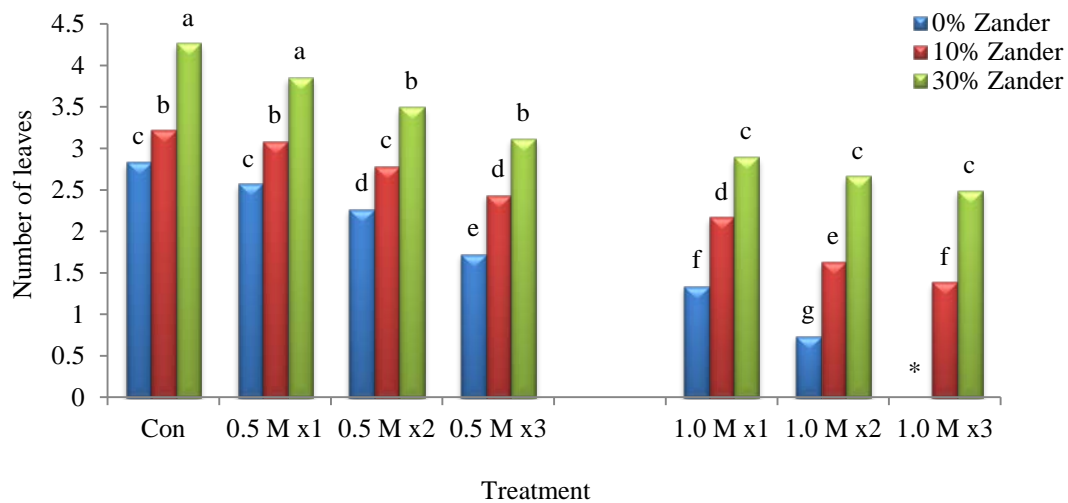 0% Zander
10% Zander
30% Zander
Number of leaves
4.5
4
3.5
3
2.5
2
1.5
1
0.5
0
c b a
c b a
d c b
e d b
f d c
g e c
* f c
Con 0.5 M x1 0.5 M x2 0.5 M x3 1.0 M x1 1.0 M x2 1.0 M x3
Treatment